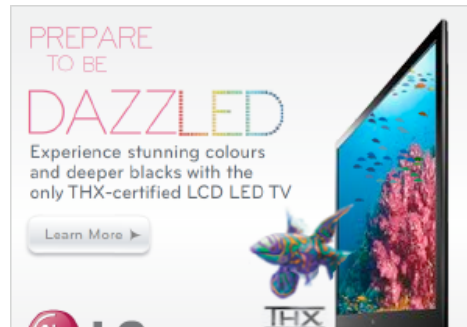 PREPARE
TO BE
DAZZLED
Experience stunning colours
and deeper blacks with the
only THX-certified LCD LED TV
Learn More
THX
LG